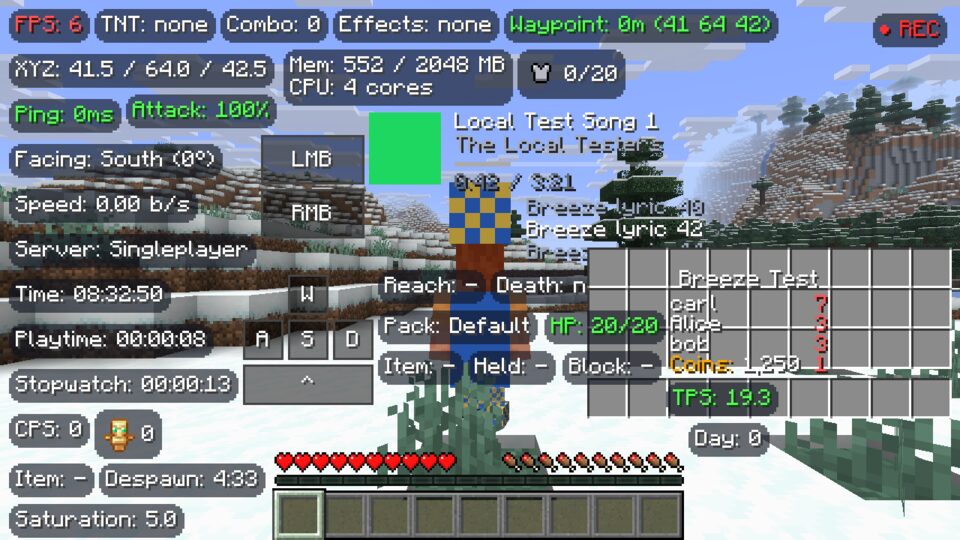 FPS: 6 TNT: none Combo: 0 Effects: none Waypoint: 0m (41 64 42) REC
XYZ: 41.5 / 64.0 / 42.5 Mem: 552 / 2048 MB 0/20
CPU: 4 cores
Ping: 0ms Attack: 100%
Local Test Song 1
The Local Testers
0:42 / 3:21
Facing: South (0°) LMB
Speed: 0.00 b/s RMB
Breeze lyric 42
Server: Singleplayer
Reach: - Death: n
Breeze Test
Time: 08:32:50 W
carl 7
Alice 3
bob 3
Coins: 1,250 1
Pack: Default HP: 20/20
Playtime: 00:00:08 A S D
Item: - Held: - Block: -
Stopwatch: 00:00:13 ^
TPS: 19.3
CPS: 0 0
Day: 0
Item: - Despawn: 4:33
Saturation: 5.0